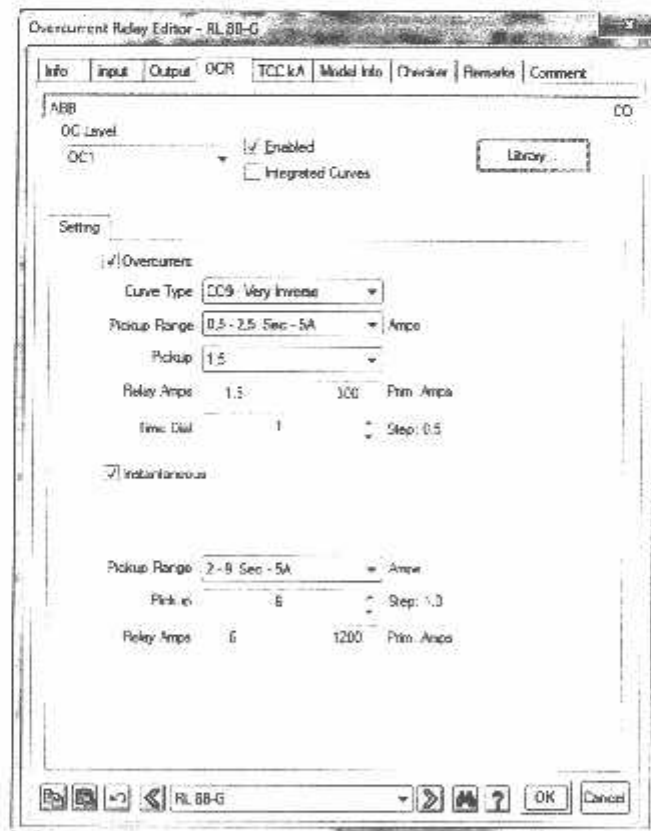 Overcurrent Relay Editor - RL 88-G
Info Input Output OCR TCC kA Model Info Checker Remarks Comment
ABB CO
OC Level
OC1 Enabled
Integrated Curves
Library...
Setting
Overcurrent
Curve Type CO9 Very Inverse
Pickup Range 0.5 - 2.5 Sec - 5A Amps
Pickup 1.5
Relay Amps 1.5 300 Prim. Amps
Time Dial 1 Step: 0.5
Instantaneous
Pickup Range 2 - 9 Sec - 5A Amps
Pickup 6 Step: 1.0
Relay Amps 6 1200 Prim. Amps
RL 88-G ? OK Cancel